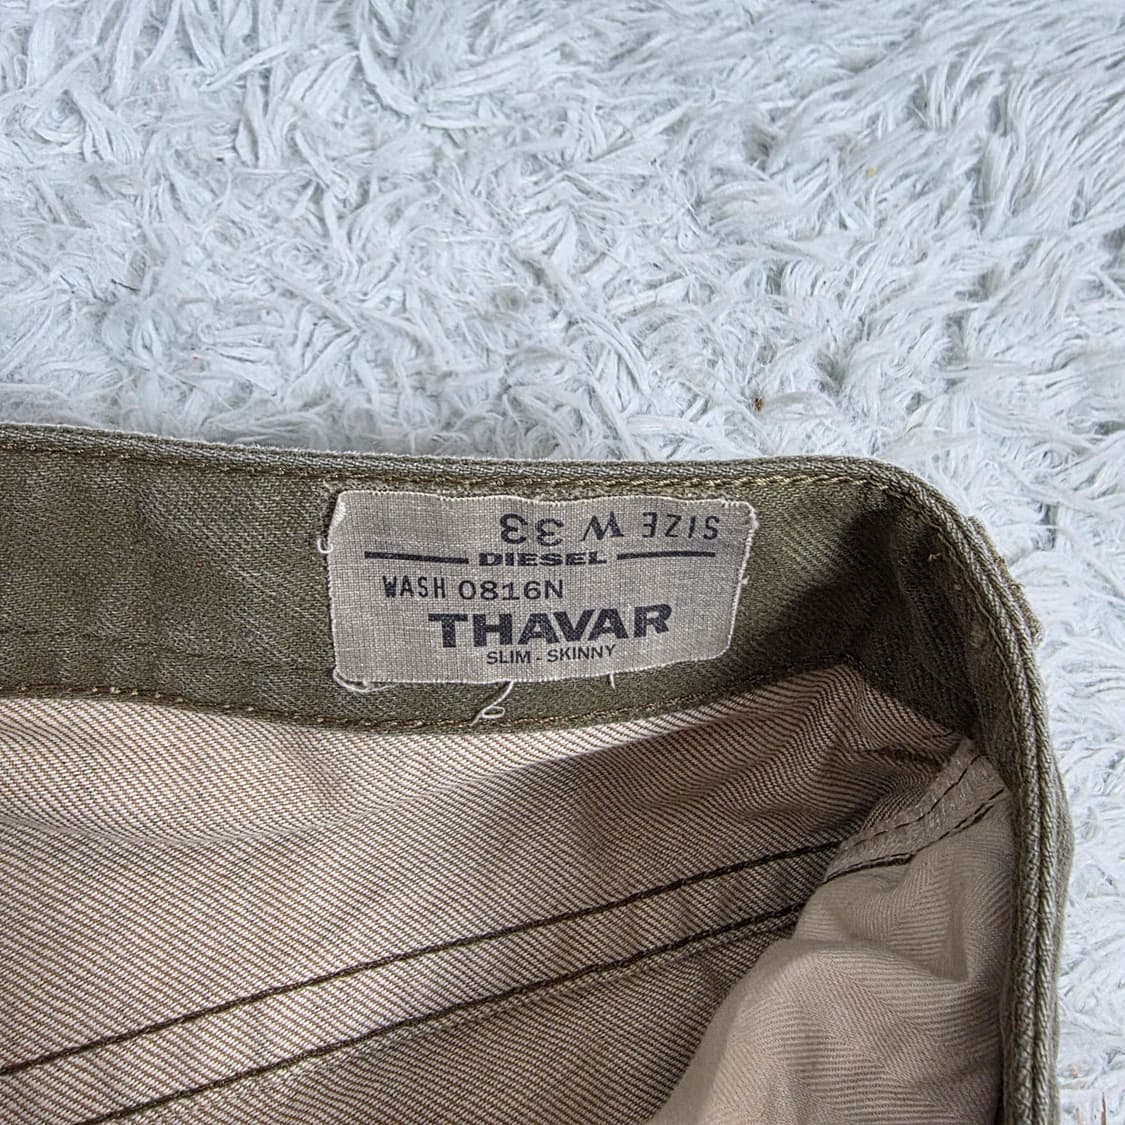 SIZE W 33
DIESEL
WASH 0816N
THAVAR
SLIM - SKINNY